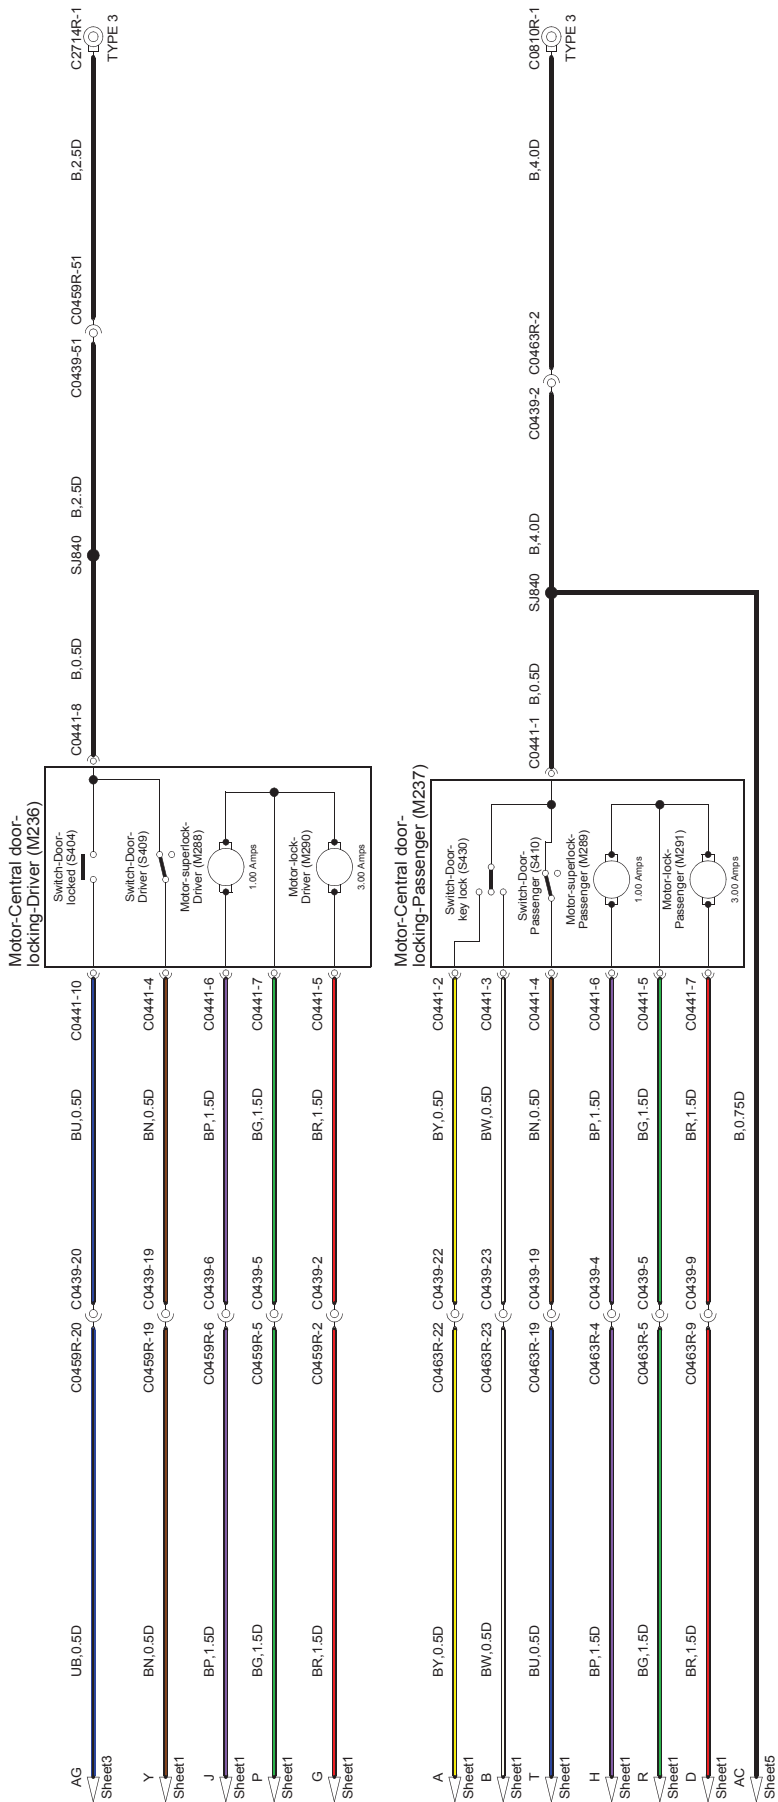 Motor-Central door-
locking-Driver (M236)
AG
Sheet3
UB,0.5D
C0459R-20
C0439-20
BU,0.5D
C0441-10
Switch-Door-
locked (S404)
C0441-8
B,0.5D
SJ840
B,2.5D
C0439-51
C0459R-51
B,2.5D
C2714R-1
TYPE 3
Y
Sheet1
BN,0.5D
C0459R-19
C0439-19
BN,0.5D
C0441-4
Switch-Door-
Driver (S409)
J
Sheet1
BP,1.5D
C0459R-6
C0439-6
BP,1.5D
C0441-6
Motor-superlock-
Driver (M288)
1.00 Amps
P
Sheet1
BG,1.5D
C0459R-5
C0439-5
BG,1.5D
C0441-7
G
Sheet1
BR,1.5D
C0459R-2
C0439-2
BR,1.5D
C0441-5
Motor-lock-
Driver (M290)
3.00 Amps
Motor-Central door-
locking-Passenger (M237)
A
Sheet1
BY,0.5D
C0463R-22
C0439-22
BY,0.5D
C0441-2
Switch-Door-
key lock (S430)
B
Sheet1
BW,0.5D
C0463R-23
C0439-23
BW,0.5D
C0441-3
T
Sheet1
BU,0.5D
C0463R-19
C0439-19
BN,0.5D
C0441-4
Switch-Door-
Passenger (S410)
C0441-1
B,0.5D
SJ840
B,4.0D
C0439-2
C0463R-2
B,4.0D
C0810R-1
TYPE 3
H
Sheet1
BP,1.5D
C0463R-4
C0439-4
BP,1.5D
C0441-6
Motor-superlock-
Passenger (M289)
1.00 Amps
R
Sheet1
BG,1.5D
C0463R-5
C0439-5
BG,1.5D
C0441-5
D
Sheet1
BR,1.5D
C0463R-9
C0439-9
BR,1.5D
C0441-7
Motor-lock-
Passenger (M291)
3.00 Amps
AC
Sheet5
B,0.75D